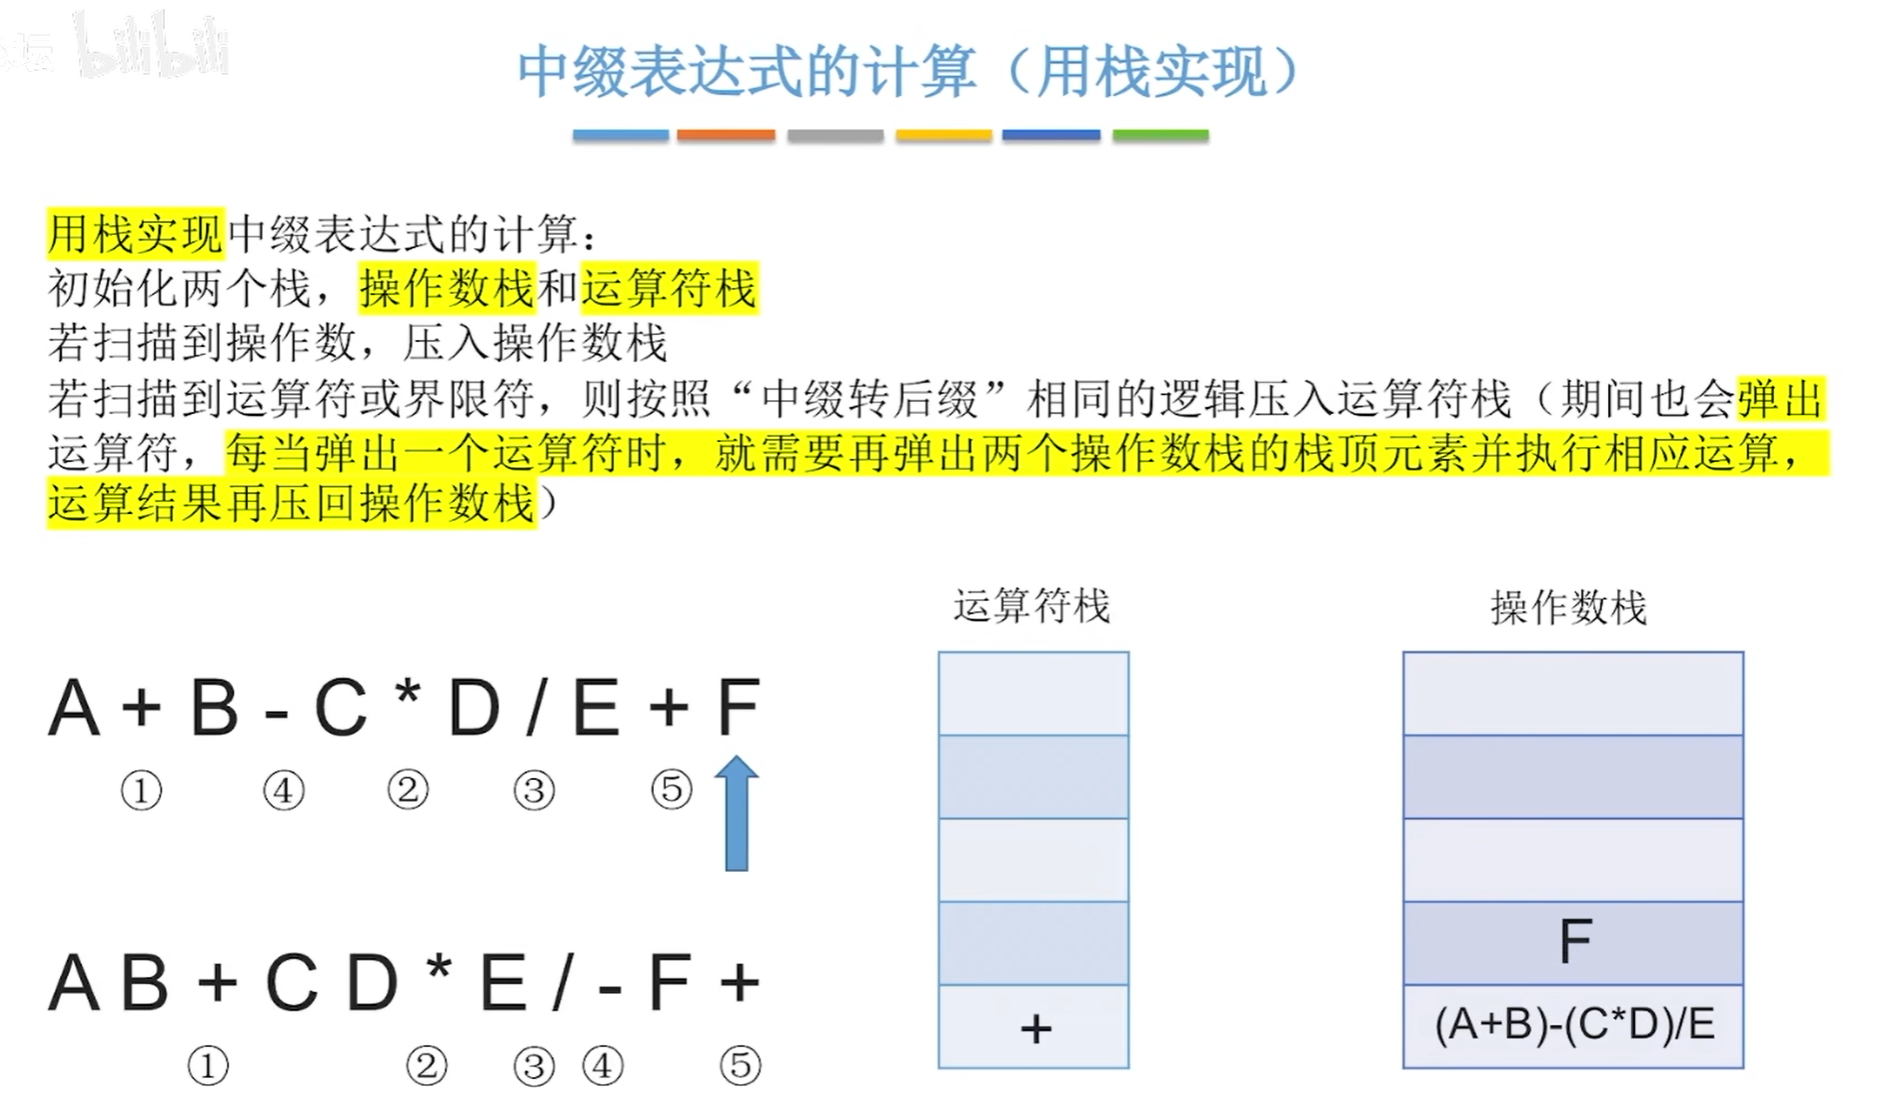 坛 bilibili
中缀表达式的计算（用栈实现）
用栈实现中缀表达式的计算：
初始化两个栈，操作数栈和运算符栈
若扫描到操作数，压入操作数栈
若扫描到运算符或界限符，则按照“中缀转后缀”相同的逻辑压入运算符栈（期间也会弹出
运算符，每当弹出一个运算符时，就需要再弹出两个操作数栈的栈顶元素并执行相应运算，
运算结果再压回操作数栈）
运算符栈
操作数栈
A + B - C * D / E + F
① ④ ② ③ ⑤
A B + C D * E / - F +
① ② ③ ④ ⑤
+
F
(A+B)-(C*D)/E